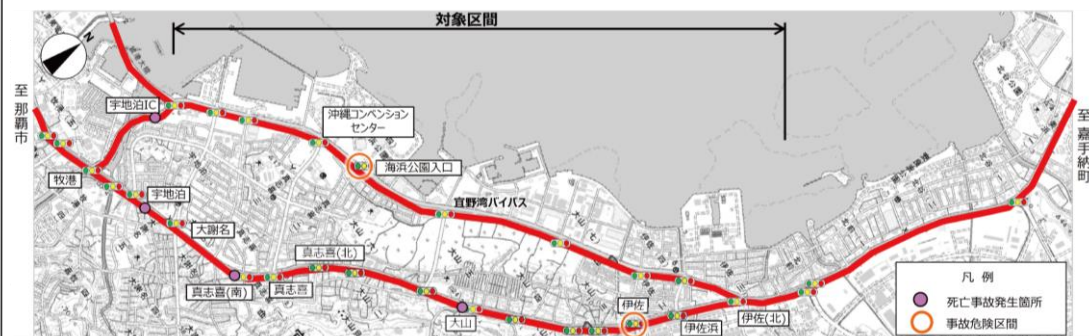 対象区間
N
至 那覇市
宇地泊IC
沖縄コンベンション
センター
海浜公園入口
至 嘉手納町
牧港
宇地泊
大謝名
宜野湾バイパス
真志喜(北)
真志喜(南)
真志喜
大山
伊佐
伊佐浜
伊佐(北)
凡 例
死亡事故発生箇所
事故危険区間